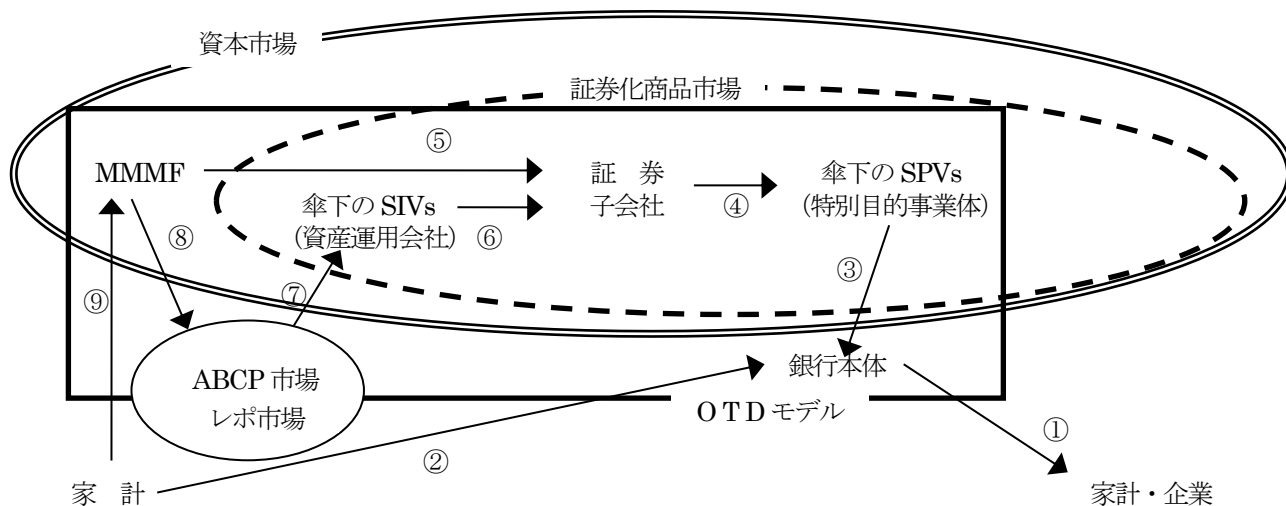 資本市場
証券化商品市場
⑤
MMMF
証 券
子会社
傘下の SPVs
(特別目的事業体)
④
傘下の SIVs
(資産運用会社)
⑥
⑧
③
⑨
⑦
ABCP 市場
レポ市場
銀行本体
ＯＴＤモデル
①
②
家 計
家計・企業